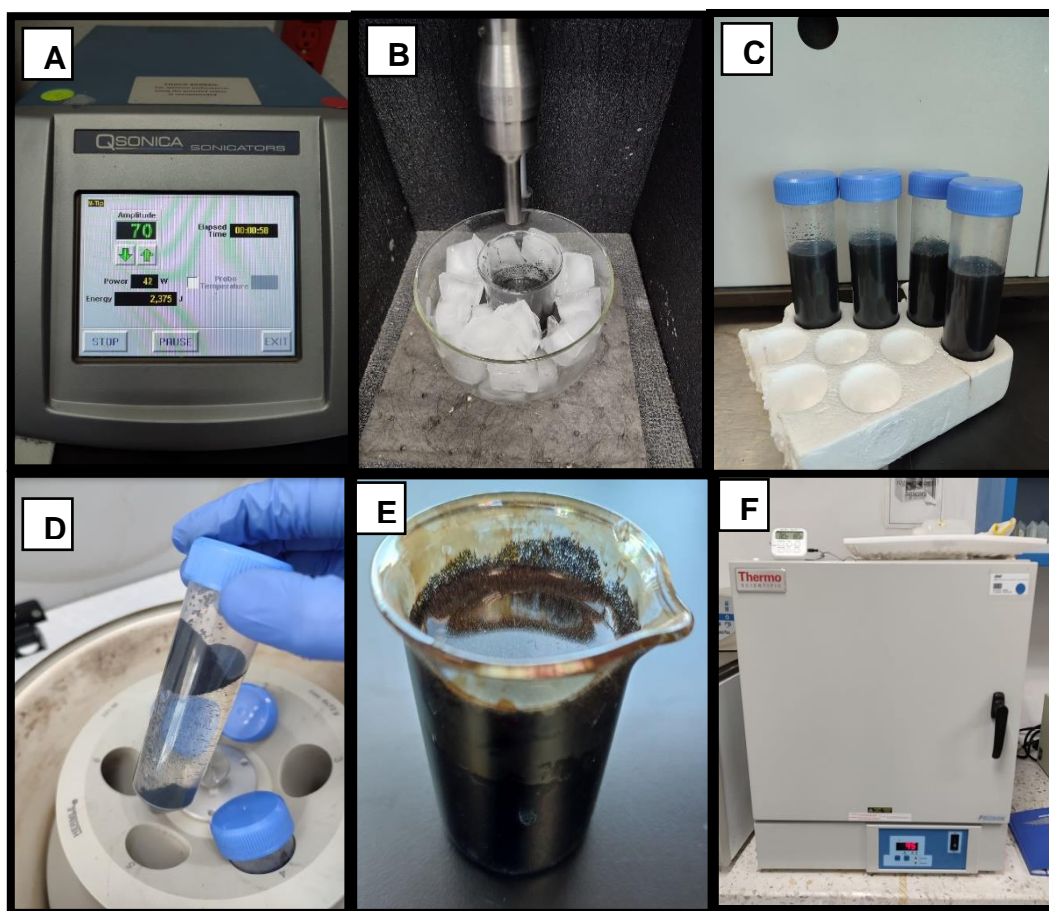 A
QSONICA SONICATORS
Amplitude
70
Elapsed
Time
00:00:58
Power 42 W
Probe
Temperature
Energy 2,375 J
STOP PAUSE EXIT
B
C
D
HERMLE
E
F
Thermo
SCIENTIFIC